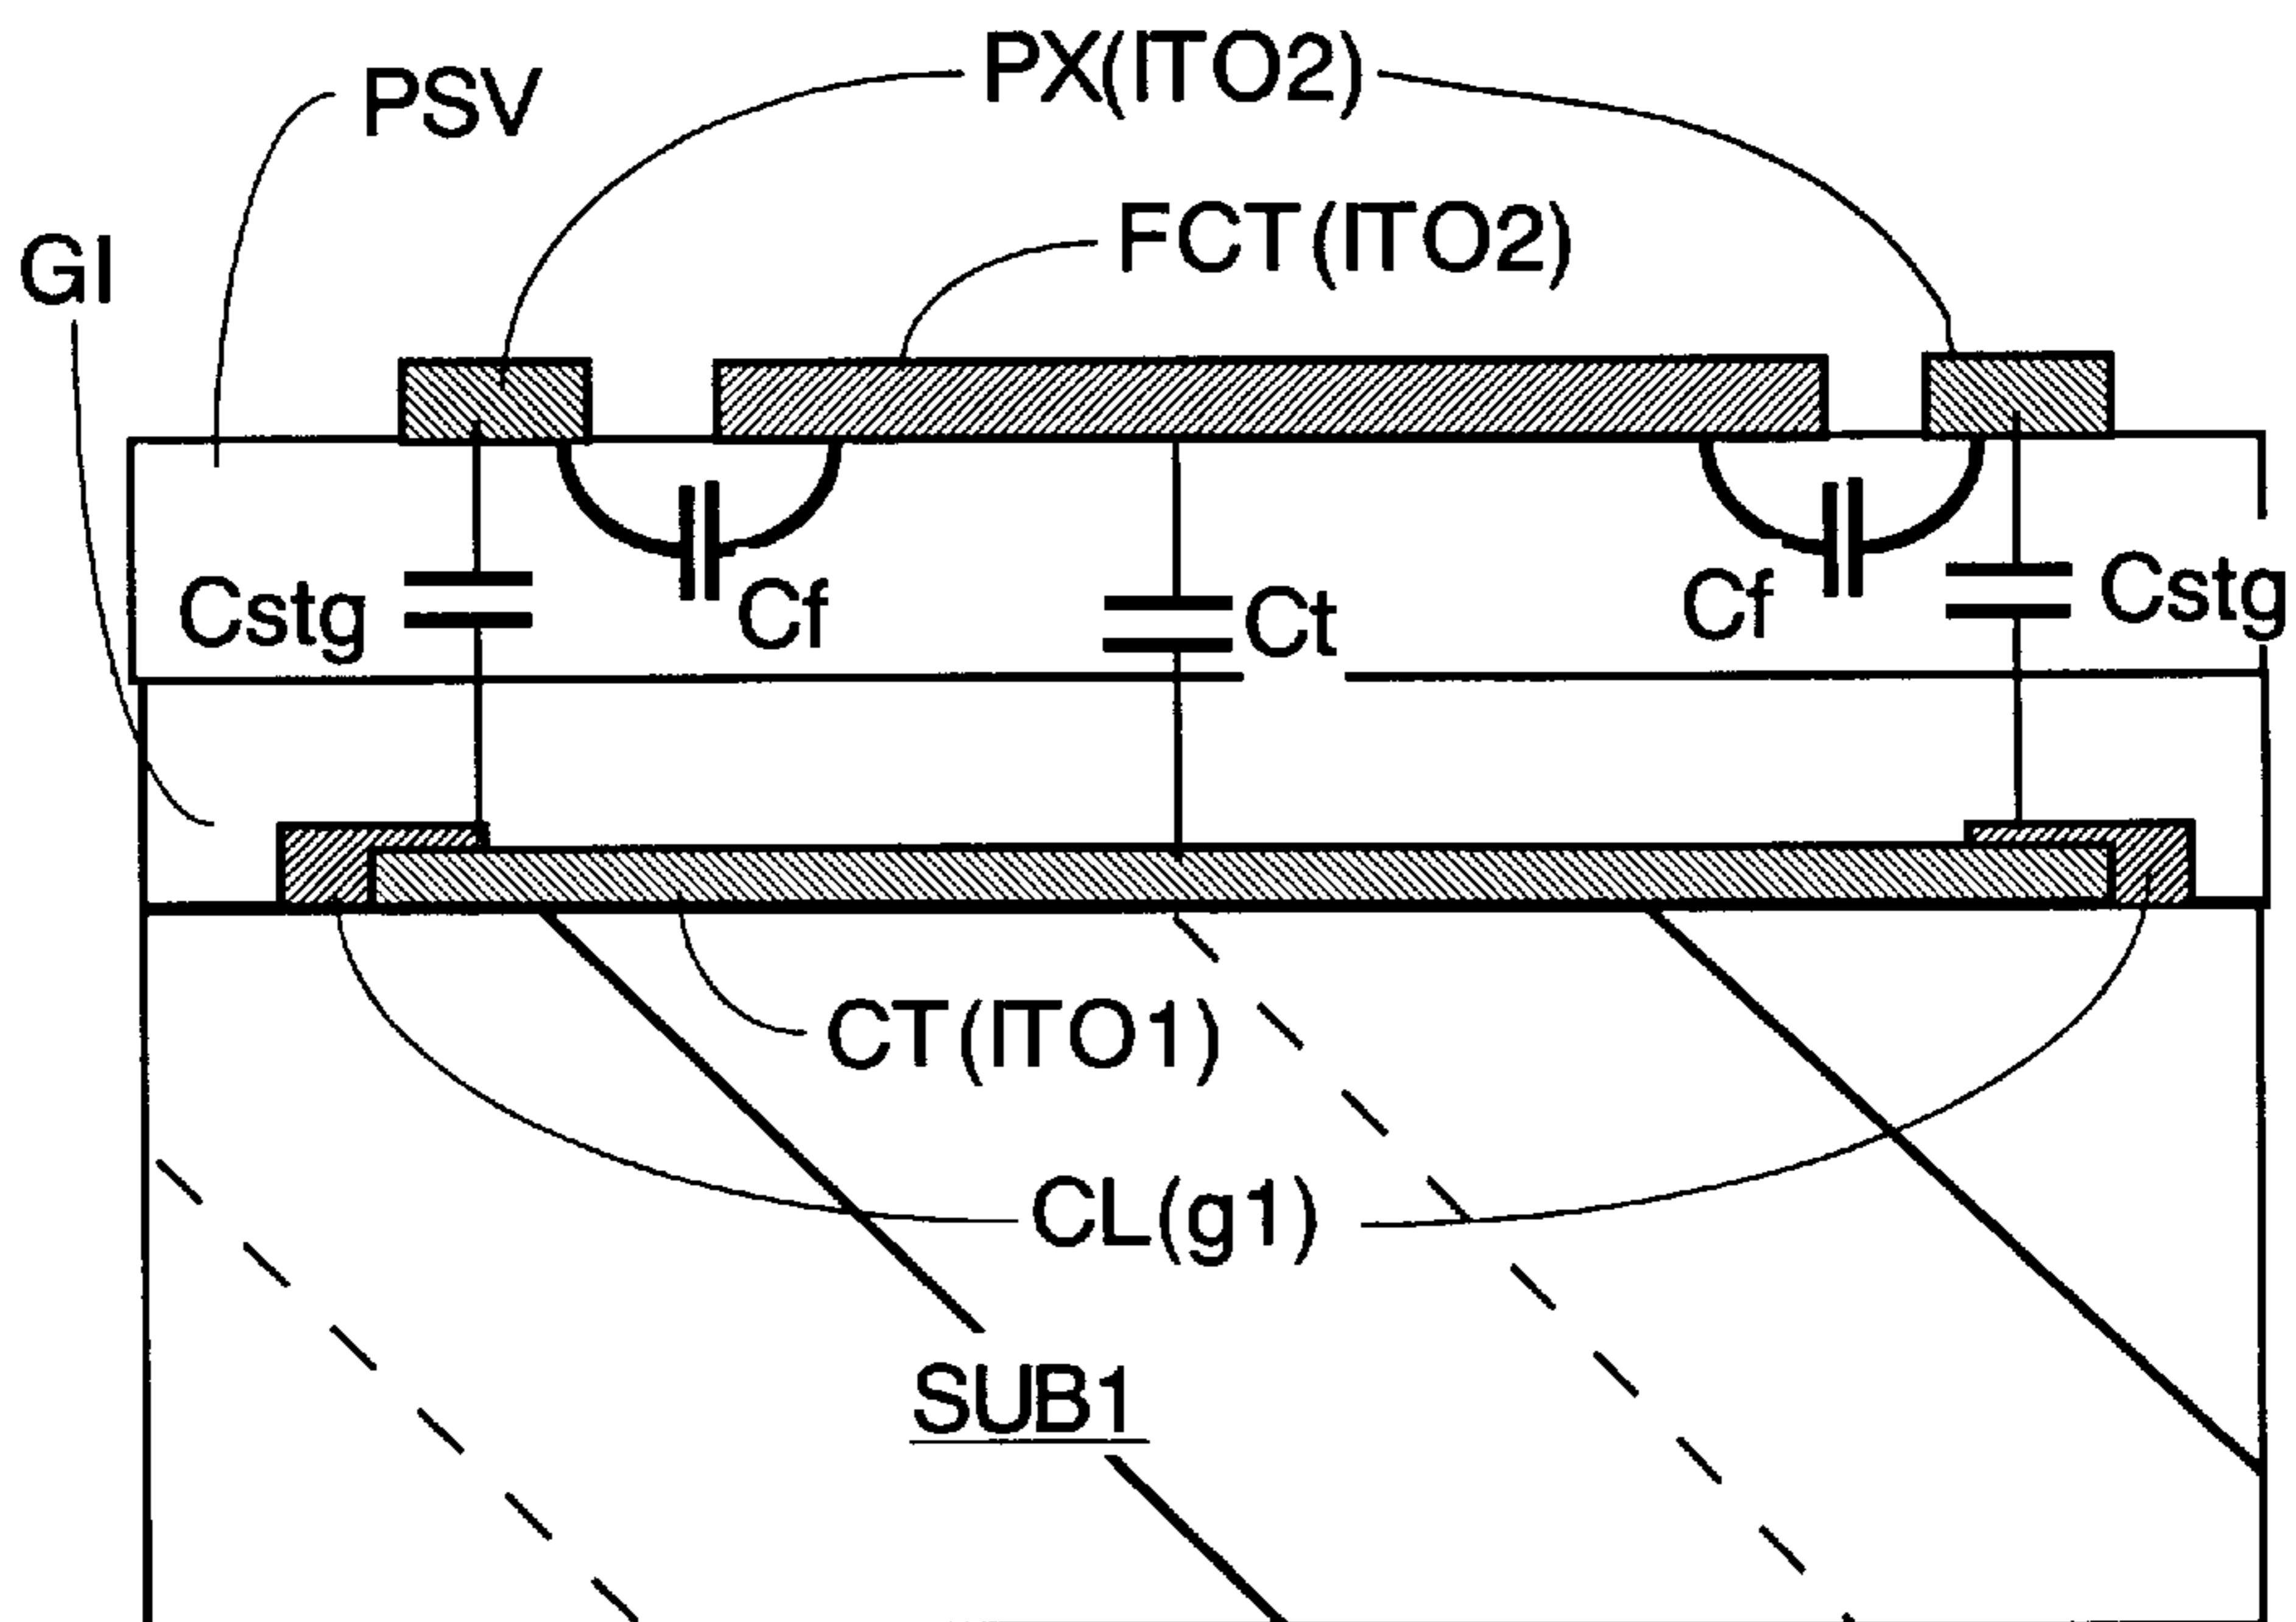 PX(ITO2)
PSV
FCT(ITO2)
GI
Cstg
Cf
Ct
Cf
Cstg
CT(ITO1)
CL(g1)
SUB1